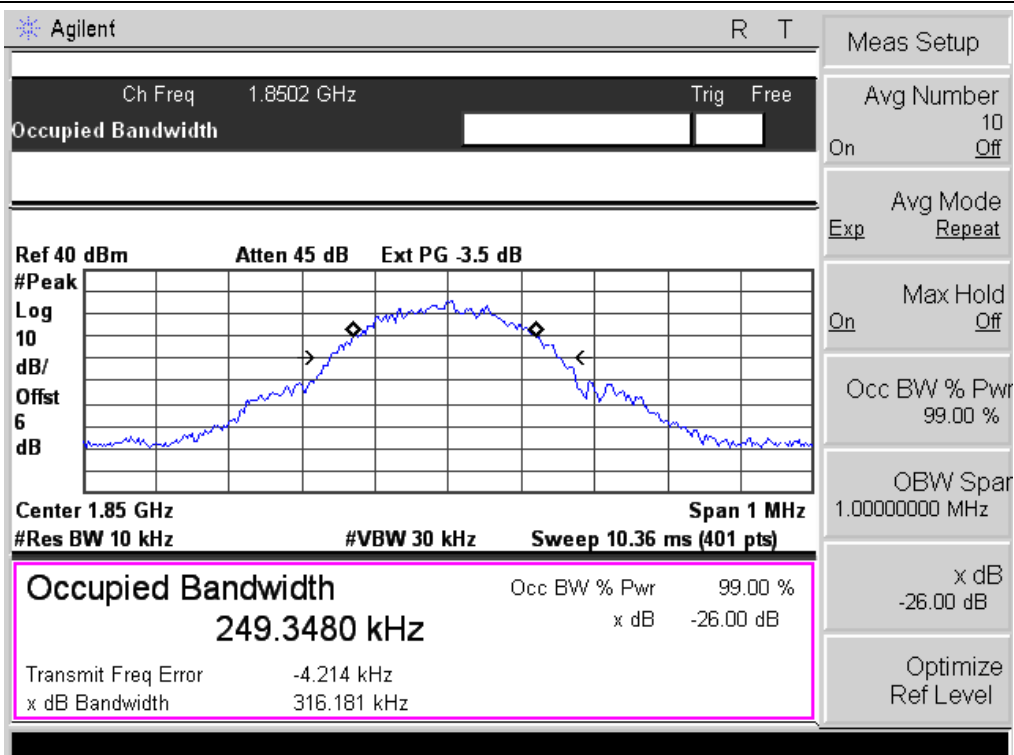 Agilent R T
Ch Freq 1.8502 GHz Trig Free
Occupied Bandwidth
Ref 40 dBm Atten 45 dB Ext PG -3.5 dB
#Peak
Log
10
dB/
Offst
6
dB
Center 1.85 GHz Span 1 MHz
#Res BW 10 kHz #VBW 30 kHz Sweep 10.36 ms (401 pts)
Occupied Bandwidth
249.3480 kHz
Occ BW % Pwr 99.00 %
x dB -26.00 dB
Transmit Freq Error -4.214 kHz
x dB Bandwidth 316.181 kHz
Meas Setup
Avg Number
10
On Off
Avg Mode
Exp Repeat
Max Hold
On Off
Occ BW % Pwr
99.00 %
OBW Span
1.00000000 MHz
x dB
-26.00 dB
Optimize
Ref Level